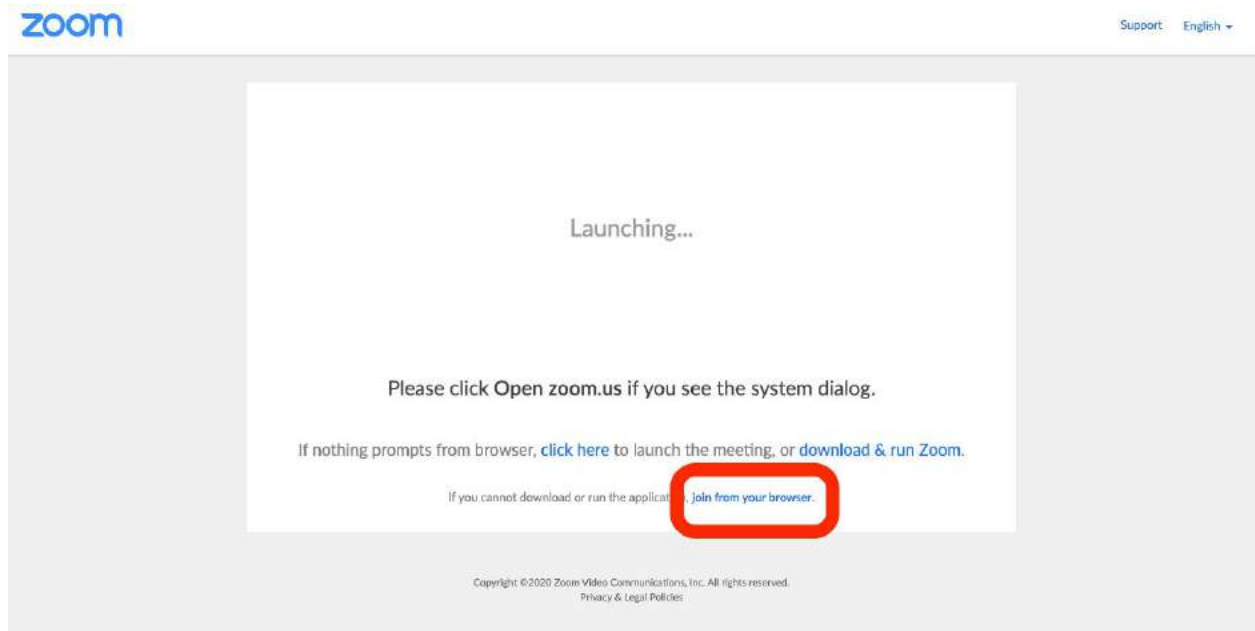 zoom
Support English
Launching...
Please click Open zoom.us if you see the system dialog.
If nothing prompts from browser, click here to launch the meeting, or download & run Zoom.
If you cannot download or run the applicat , join from your browser.
Copyright ©2020 Zoom Video Communications, Inc. All rights reserved.
Privacy & Legal Policies